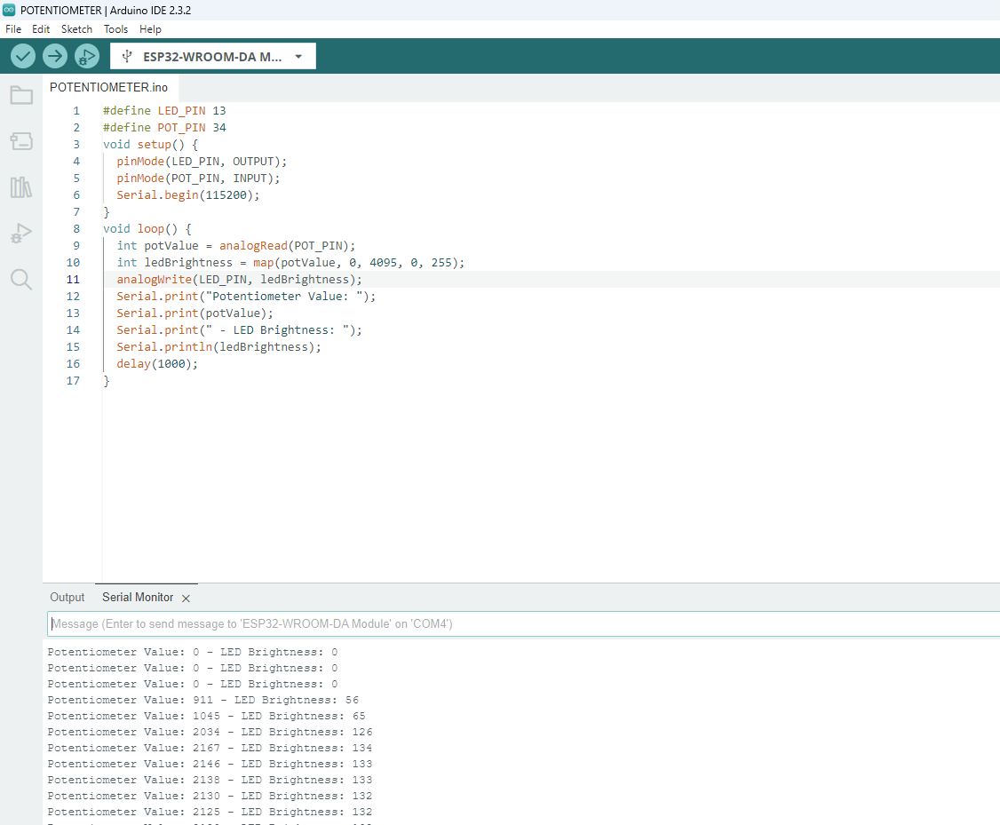 POTENTIOMETER | Arduino IDE 2.3.2
File Edit Sketch Tools Help
ESP32-WROOM-DA M...
POTENTIOMETER.ino
1 #define LED_PIN 13
2 #define POT_PIN 34
3 void setup() {
4 pinMode(LED_PIN, OUTPUT);
5 pinMode(POT_PIN, INPUT);
6 Serial.begin(115200);
7 }
8 void loop() {
9 int potValue = analogRead(POT_PIN);
10 int ledBrightness = map(potValue, 0, 4095, 0, 255);
11 analogWrite(LED_PIN, ledBrightness);
12 Serial.print("Potentiometer Value: ");
13 Serial.print(potValue);
14 Serial.print(" - LED Brightness: ");
15 Serial.println(ledBrightness);
16 delay(1000);
17 }
Output Serial Monitor
Message (Enter to send message to 'ESP32-WROOM-DA Module' on 'COM4')
Potentiometer Value: 0 - LED Brightness: 0
Potentiometer Value: 0 - LED Brightness: 0
Potentiometer Value: 0 - LED Brightness: 0
Potentiometer Value: 911 - LED Brightness: 56
Potentiometer Value: 1045 - LED Brightness: 65
Potentiometer Value: 2034 - LED Brightness: 126
Potentiometer Value: 2167 - LED Brightness: 134
Potentiometer Value: 2146 - LED Brightness: 133
Potentiometer Value: 2138 - LED Brightness: 133
Potentiometer Value: 2130 - LED Brightness: 132
Potentiometer Value: 2125 - LED Brightness: 132